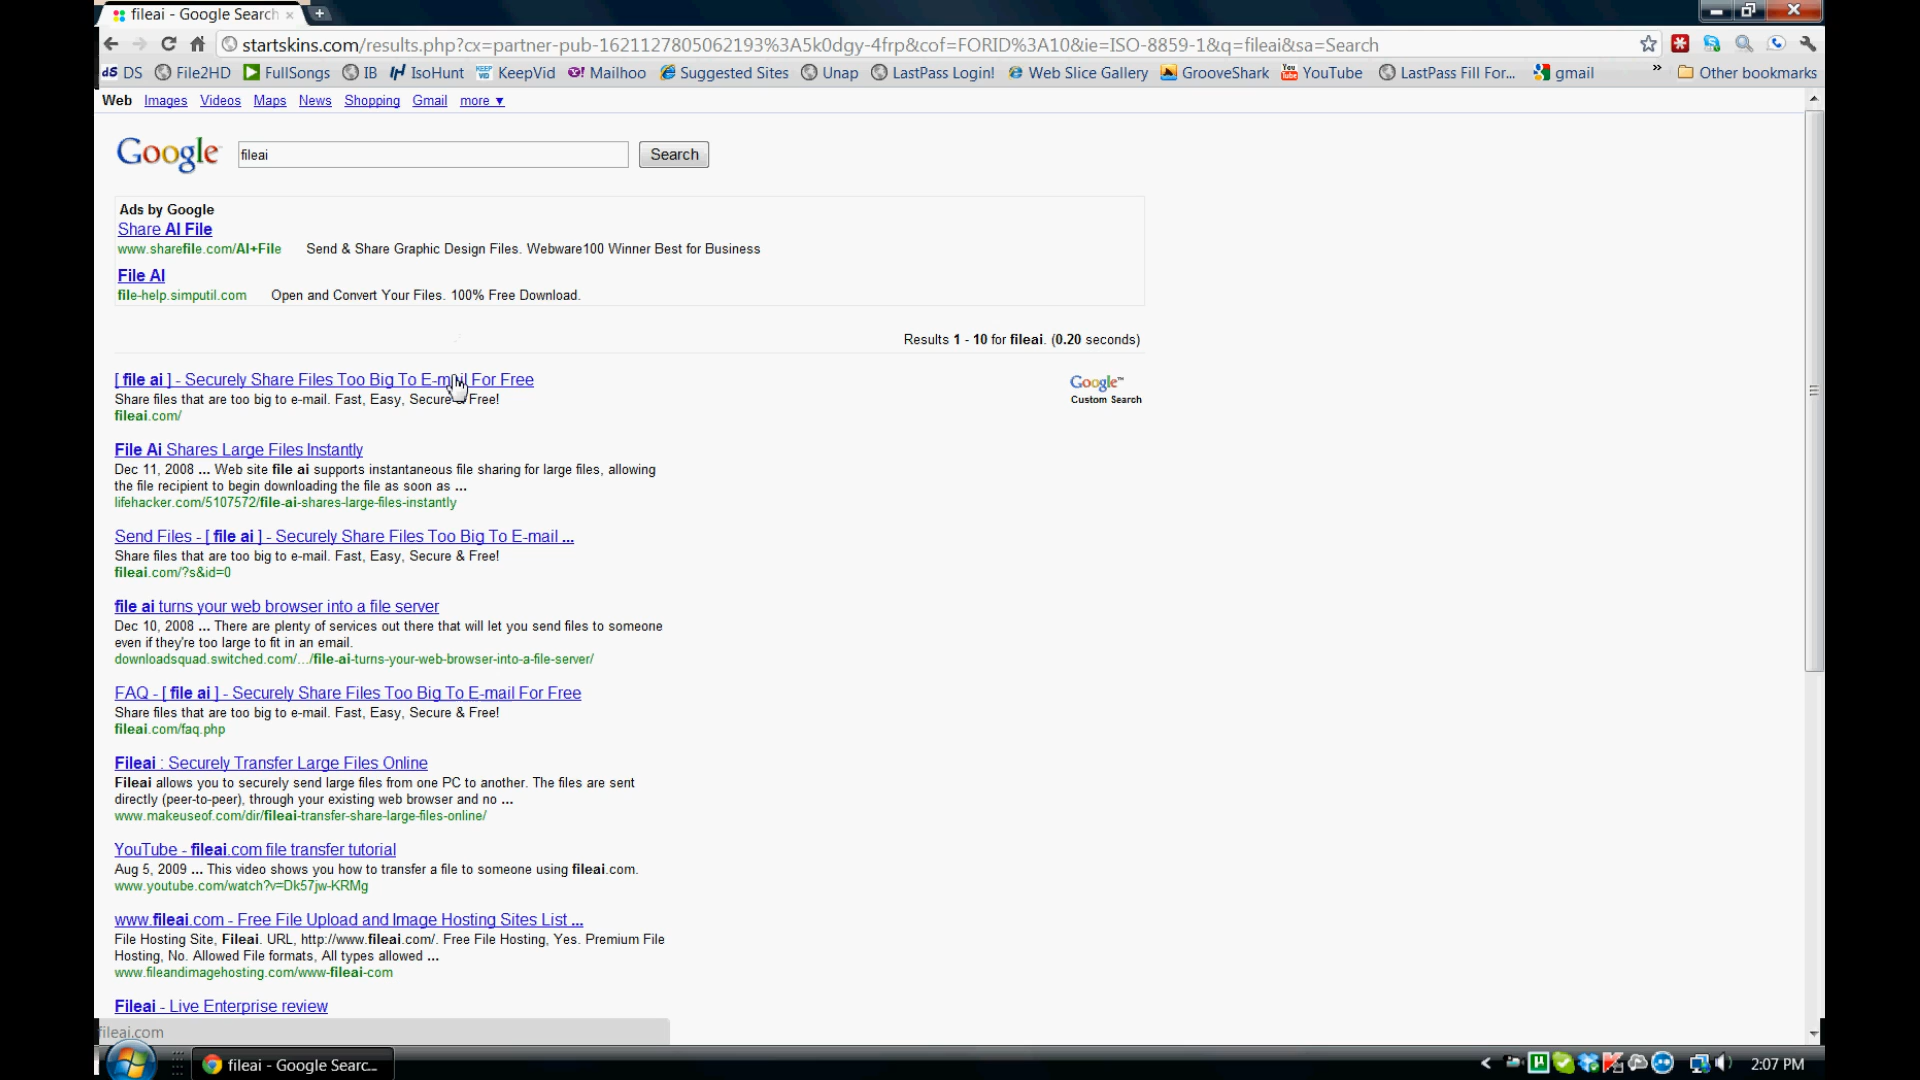 fileai - Google Search
startskins.com/results.php?cx=partner-pub-1621127805062193%3A5k0dgy-4frp&cof=FORID%3A10&ie=ISO-8859-1&q=fileai&sa=Search
dS DS File2HD FullSongs IB IsoHunt KeepVid Mailhoo Suggested Sites Unap LastPass Login! Web Slice Gallery GrooveShark YouTube LastPass Fill For... gmail » Other bookmarks
Web Images Videos Maps News Shopping Gmail more ▼
Google fileai Search
Ads by Google
Share AI File
www.sharefile.com/AI+File Send & Share Graphic Design Files. Webware100 Winner Best for Business
File AI
file-help.simputil.com Open and Convert Your Files. 100% Free Download.
Results 1 - 10 for fileai. (0.20 seconds)
[ file ai ] - Securely Share Files Too Big To E-mail For Free
Share files that are too big to e-mail. Fast, Easy, Secure & Free!
fileai.com/
Google™
Custom Search
File Ai Shares Large Files Instantly
Dec 11, 2008 ... Web site file ai supports instantaneous file sharing for large files, allowing
the file recipient to begin downloading the file as soon as ...
lifehacker.com/5107572/file-ai-shares-large-files-instantly
Send Files - [ file ai ] - Securely Share Files Too Big To E-mail ...
Share files that are too big to e-mail. Fast, Easy, Secure & Free!
fileai.com/?s&id=0
file ai turns your web browser into a file server
Dec 10, 2008 ... There are plenty of services out there that will let you send files to someone
even if they're too large to fit in an email.
downloadsquad.switched.com/.../file-ai-turns-your-web-browser-into-a-file-server/
FAQ - [ file ai ] - Securely Share Files Too Big To E-mail For Free
Share files that are too big to e-mail. Fast, Easy, Secure & Free!
fileai.com/faq.php
Fileai : Securely Transfer Large Files Online
Fileai allows you to securely send large files from one PC to another. The files are sent
directly (peer-to-peer), through your existing web browser and no ...
www.makeuseof.com/dir/fileai-transfer-share-large-files-online/
YouTube - fileai.com file transfer tutorial
Aug 5, 2009 ... This video shows you how to transfer a file to someone using fileai.com.
www.youtube.com/watch?v=Dk57jw-KRMg
www.fileai.com - Free File Upload and Image Hosting Sites List ...
File Hosting Site, Fileai. URL, http://www.fileai.com/. Free File Hosting, Yes. Premium File
Hosting, No. Allowed File formats, All types allowed ...
www.fileandimagehosting.com/www-fileai-com
Fileai - Live Enterprise review
fileai.com
fileai - Google Searc... 2:07 PM